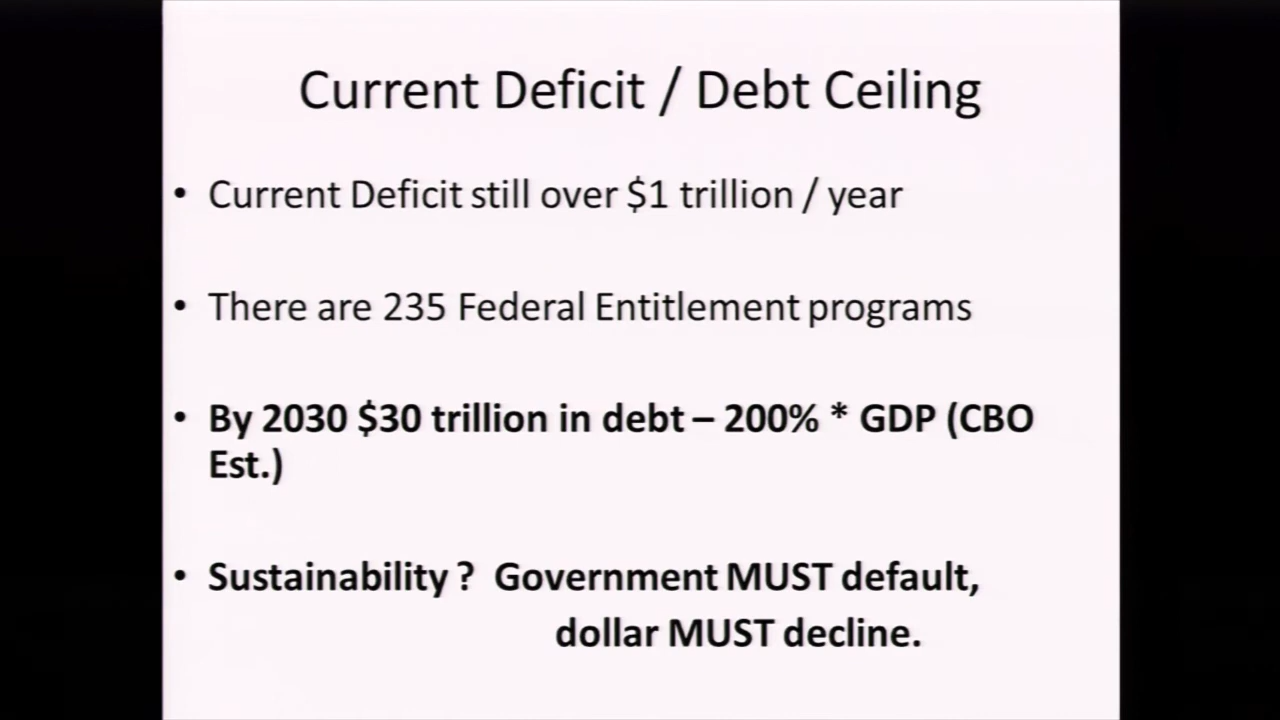 Current Deficit / Debt Ceiling
• Current Deficit still over $1 trillion / year
• There are 235 Federal Entitlement programs
• By 2030 $30 trillion in debt – 200% * GDP (CBO
Est.)
• Sustainability ? Government MUST default,
dollar MUST decline.